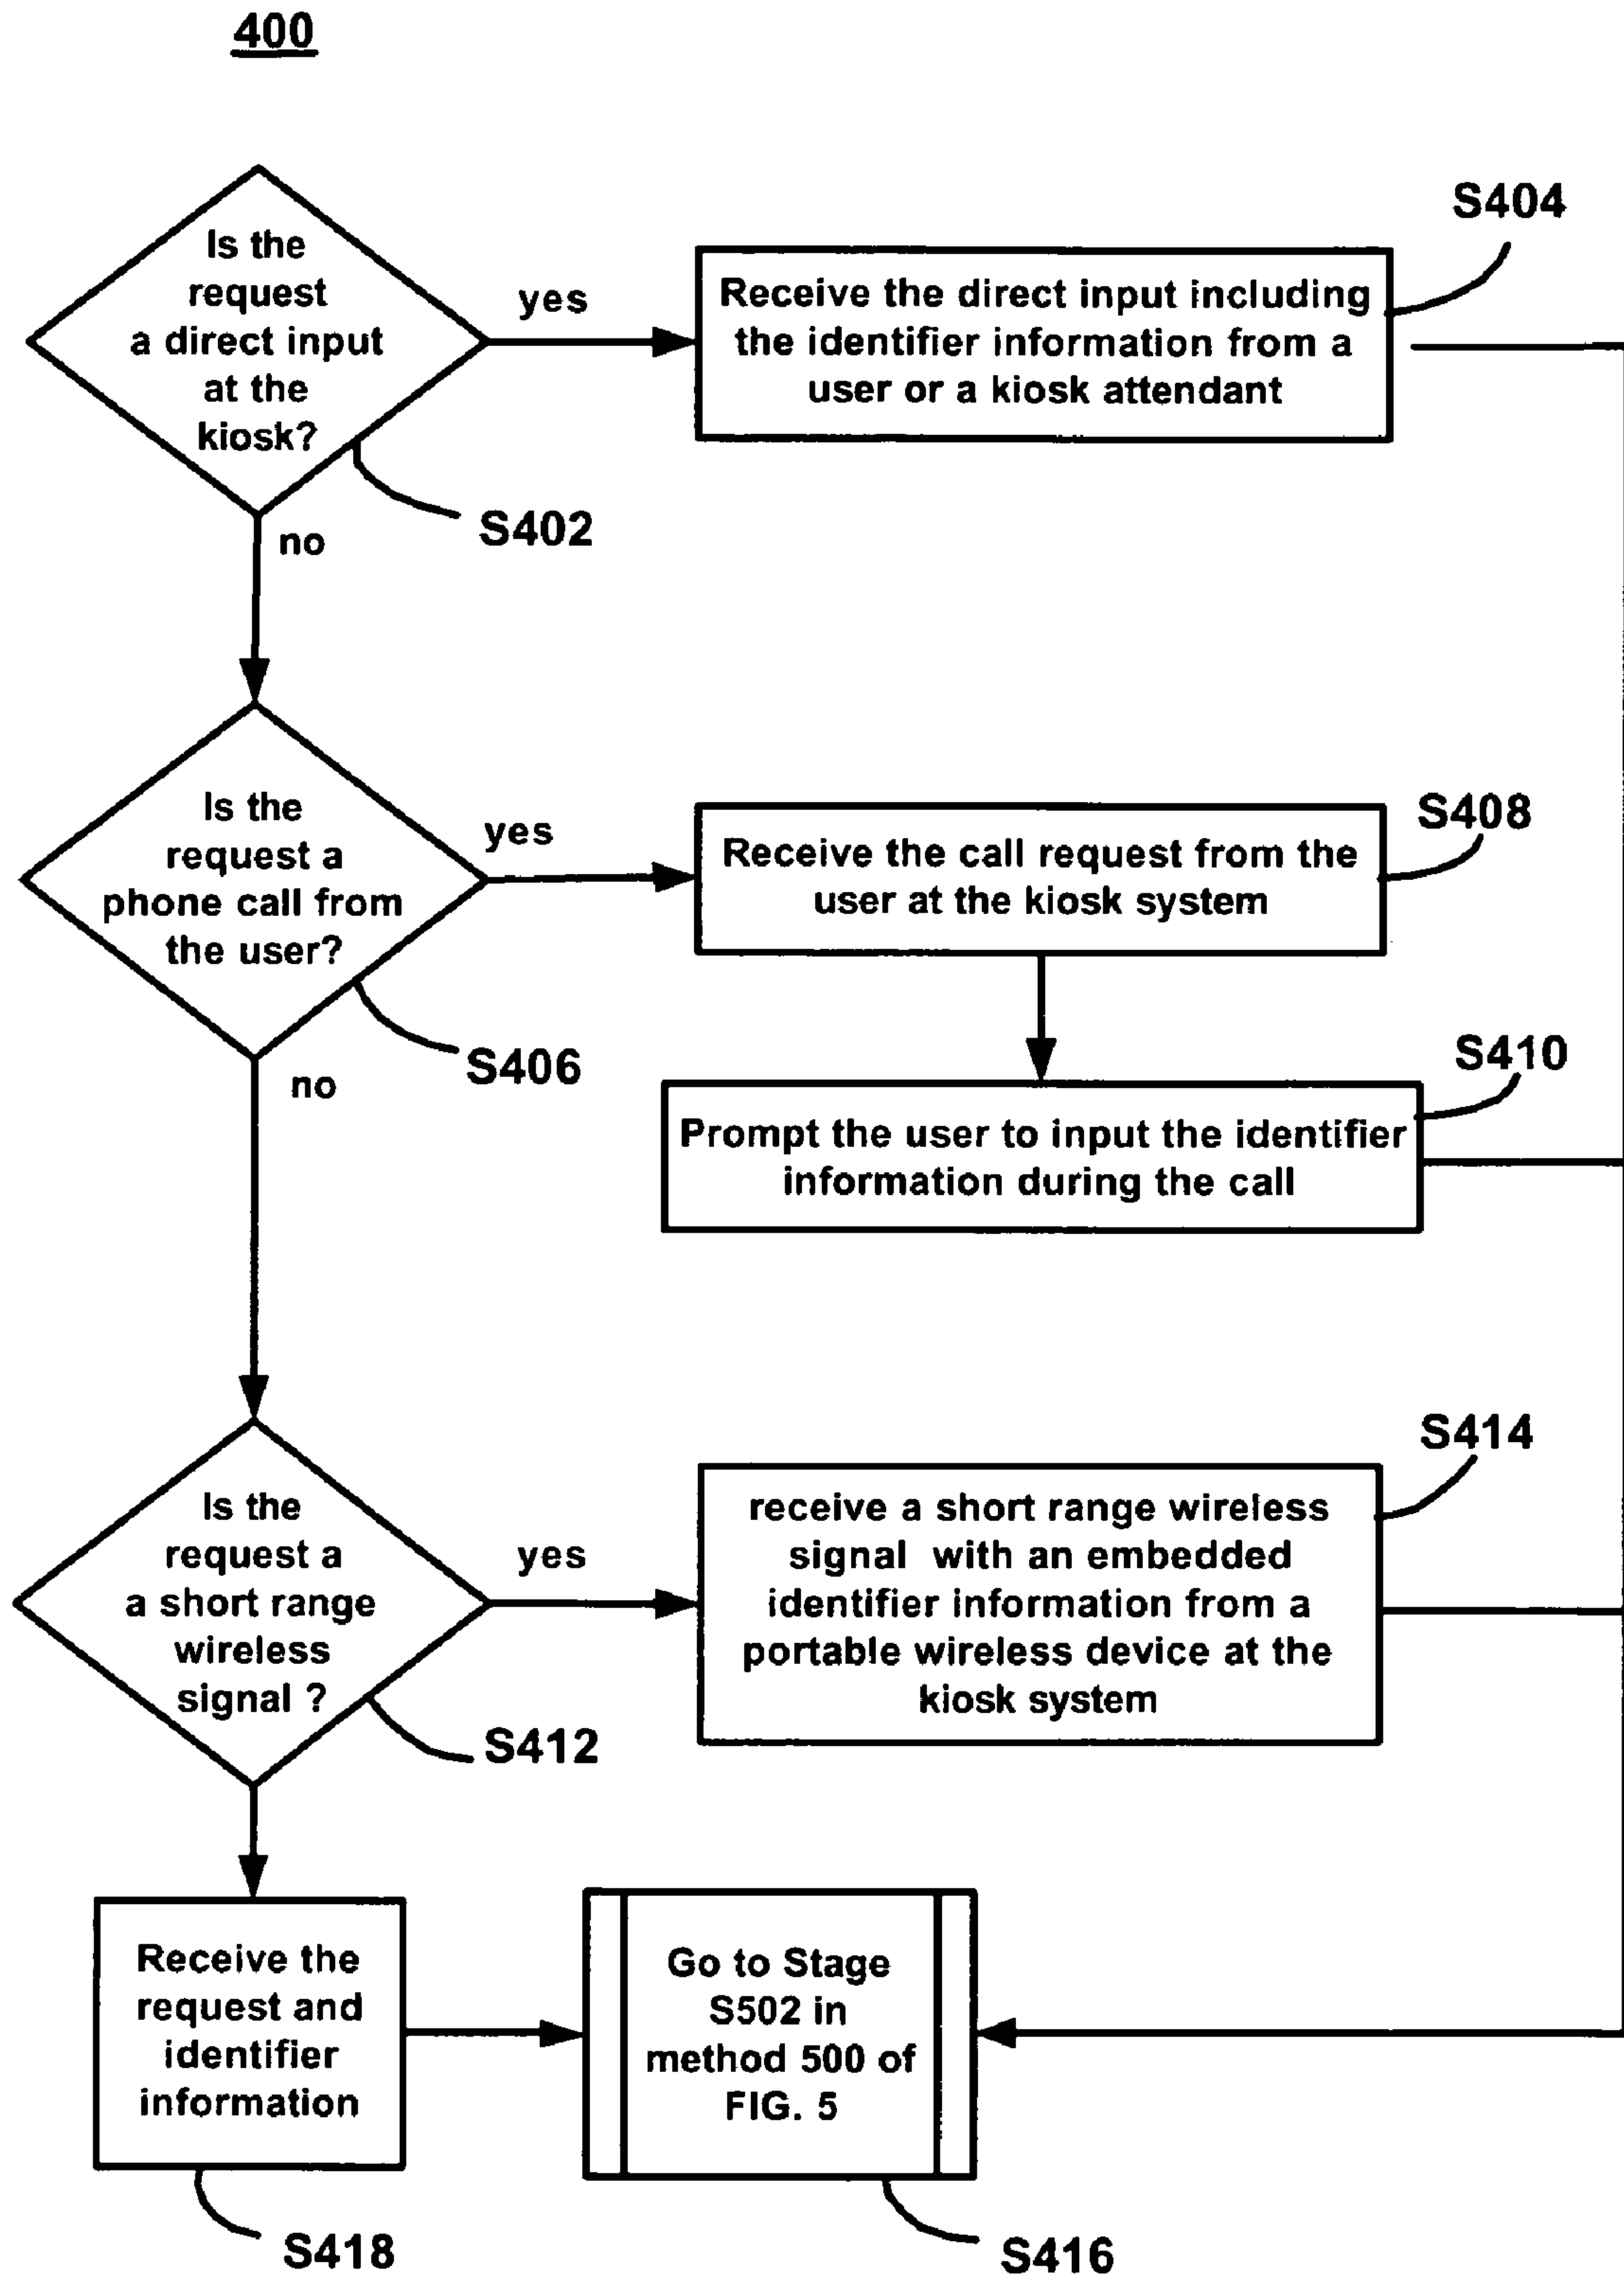 400
Is the
request
a direct input
at the
kiosk?
yes
S404
Receive the direct input including
the identifier information from a
user or a kiosk attendant
S402
no
Is the
request a
phone call from
the user?
yes
S408
Receive the call request from the
user at the kiosk system
S406
no
S410
Prompt the user to input the identifier
information during the call
Is the
request a
a short range
wireless
signal ?
yes
S414
receive a short range wireless
signal with an embedded
identifier information from a
portable wireless device at the
kiosk system
S412
Receive the
request and
identifier
information
S418
Go to Stage
S502 in
method 500 of
FIG. 5
S416